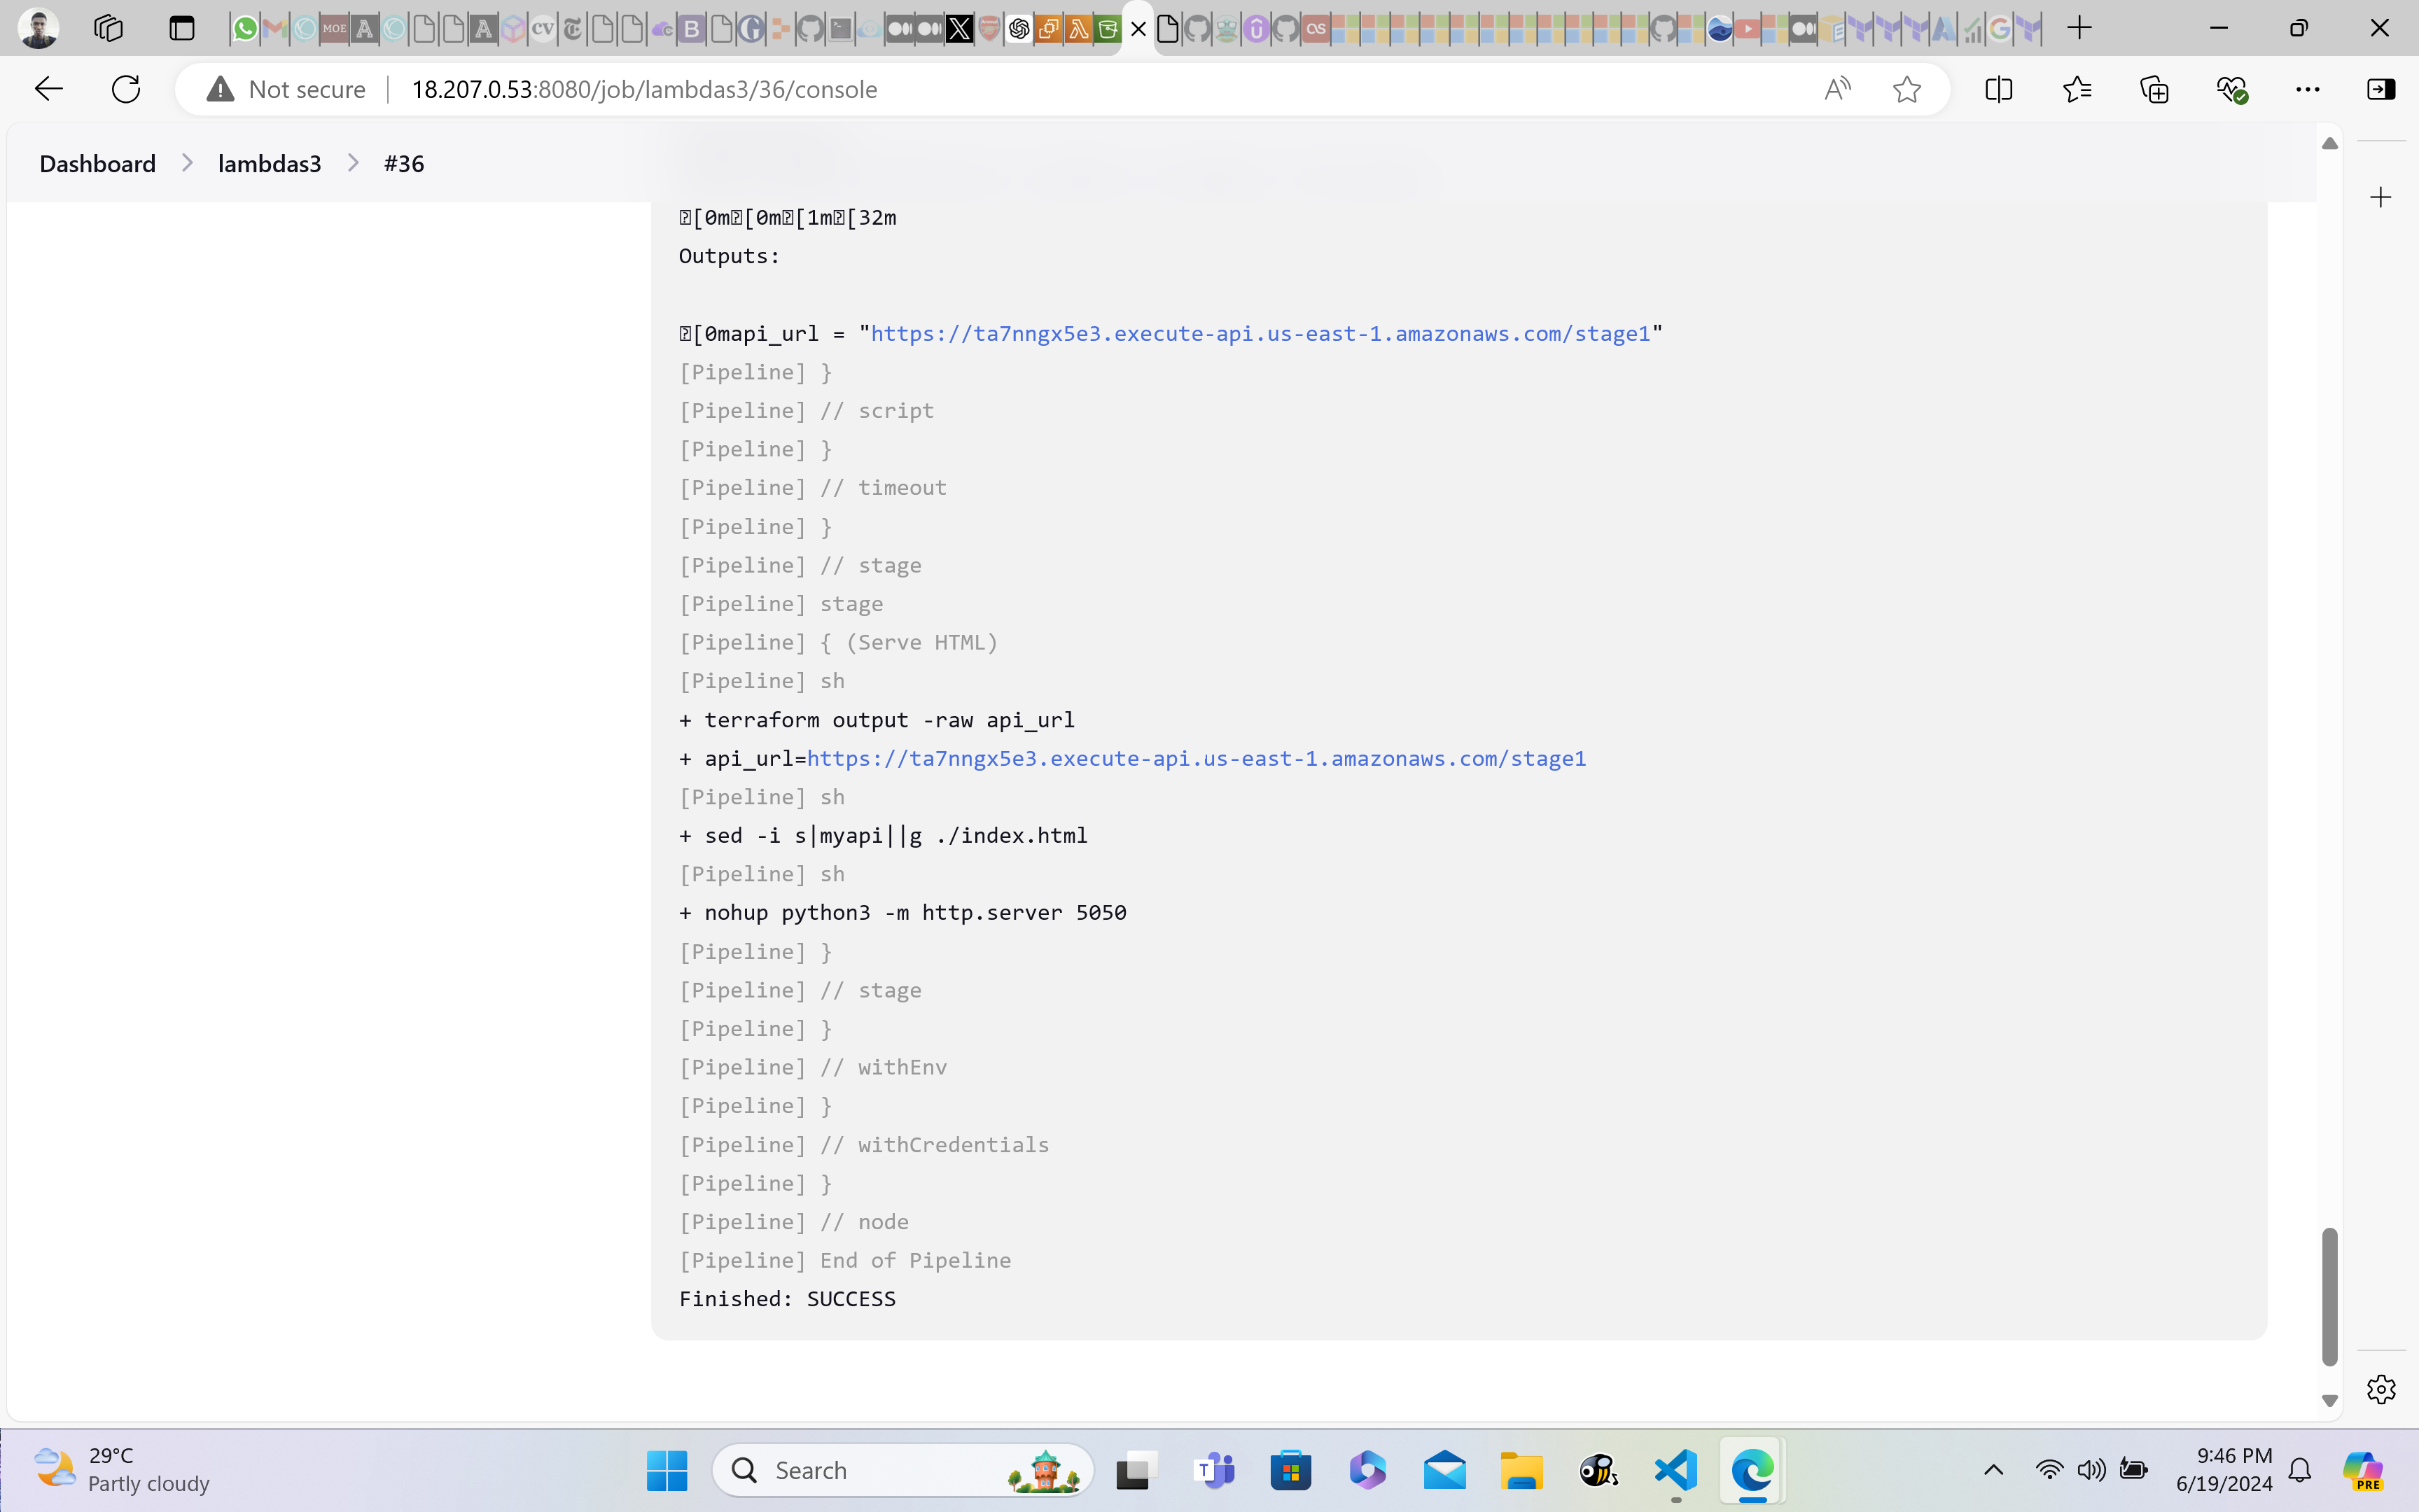 MOE
A
A
cv
B
X
λ
as
G
Not secure
18.207.0.53:8080/job/lambdas3/36/console
Dashboard > lambdas3 > #36
[0m[0m[1m[32m
Outputs:
[0mapi_url = "https://ta7nngx5e3.execute-api.us-east-1.amazonaws.com/stage1"
[Pipeline] }
[Pipeline] // script
[Pipeline] }
[Pipeline] // timeout
[Pipeline] }
[Pipeline] // stage
[Pipeline] stage
[Pipeline] { (Serve HTML)
[Pipeline] sh
+ terraform output -raw api_url
+ api_url=https://ta7nngx5e3.execute-api.us-east-1.amazonaws.com/stage1
[Pipeline] sh
+ sed -i s|myapi||g ./index.html
[Pipeline] sh
+ nohup python3 -m http.server 5050
[Pipeline] }
[Pipeline] // stage
[Pipeline] }
[Pipeline] // withEnv
[Pipeline] }
[Pipeline] // withCredentials
[Pipeline] }
[Pipeline] // node
[Pipeline] End of Pipeline
Finished: SUCCESS
29°C
Partly cloudy
Search
T
9:46 PM
6/19/2024
PRE